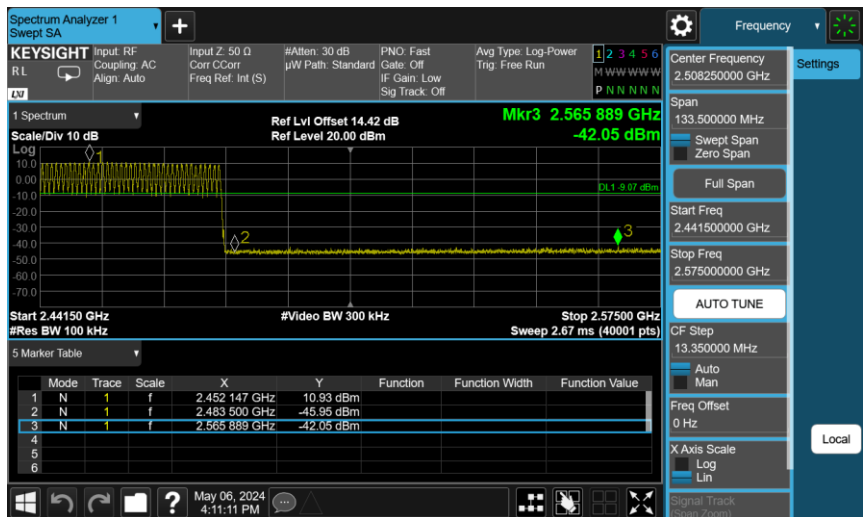 Spectrum Analyzer 1
Swept SA
+
Frequency
KEYSIGHT
RL
LXI
Input: RF
Coupling: AC
Align: Auto
Input Z: 50 Ω
Corr CCorr
Freq Ref: Int (S)
#Atten: 30 dB
µW Path: Standard
PNO: Fast
Gate: Off
IF Gain: Low
Sig Track: Off
Avg Type: Log-Power
Trig: Free Run
1 2 3 4 5 6
M W W W W W
P N N N N N
1 Spectrum
Scale/Div 10 dB
Ref Lvl Offset 14.42 dB
Ref Level 20.00 dBm
Mkr3 2.565 889 GHz
-42.05 dBm
Log
10.0
0.00
-10.0
-20.0
-30.0
-40.0
-50.0
-60.0
-70.0
1
2
3
DL1 -9.07 dBm
Start 2.44150 GHz
#Res BW 100 kHz
#Video BW 300 kHz
Stop 2.57500 GHz
Sweep 2.67 ms (40001 pts)
5 Marker Table
Mode Trace Scale X Y Function Function Width Function Value
1 N 1 f 2.452 147 GHz 10.93 dBm
2 N 1 f 2.483 500 GHz -45.95 dBm
3 N 1 f 2.565 889 GHz -42.05 dBm
4
5
6
?
May 06, 2024
4:11:11 PM
Center Frequency
2.508250000 GHz
Span
133.500000 MHz
Swept Span
Zero Span
Full Span
Start Freq
2.441500000 GHz
Stop Freq
2.575000000 GHz
AUTO TUNE
CF Step
13.350000 MHz
Auto
Man
Freq Offset
0 Hz
X Axis Scale
Log
Lin
Signal Track
(Span Zoom)
Settings
Local